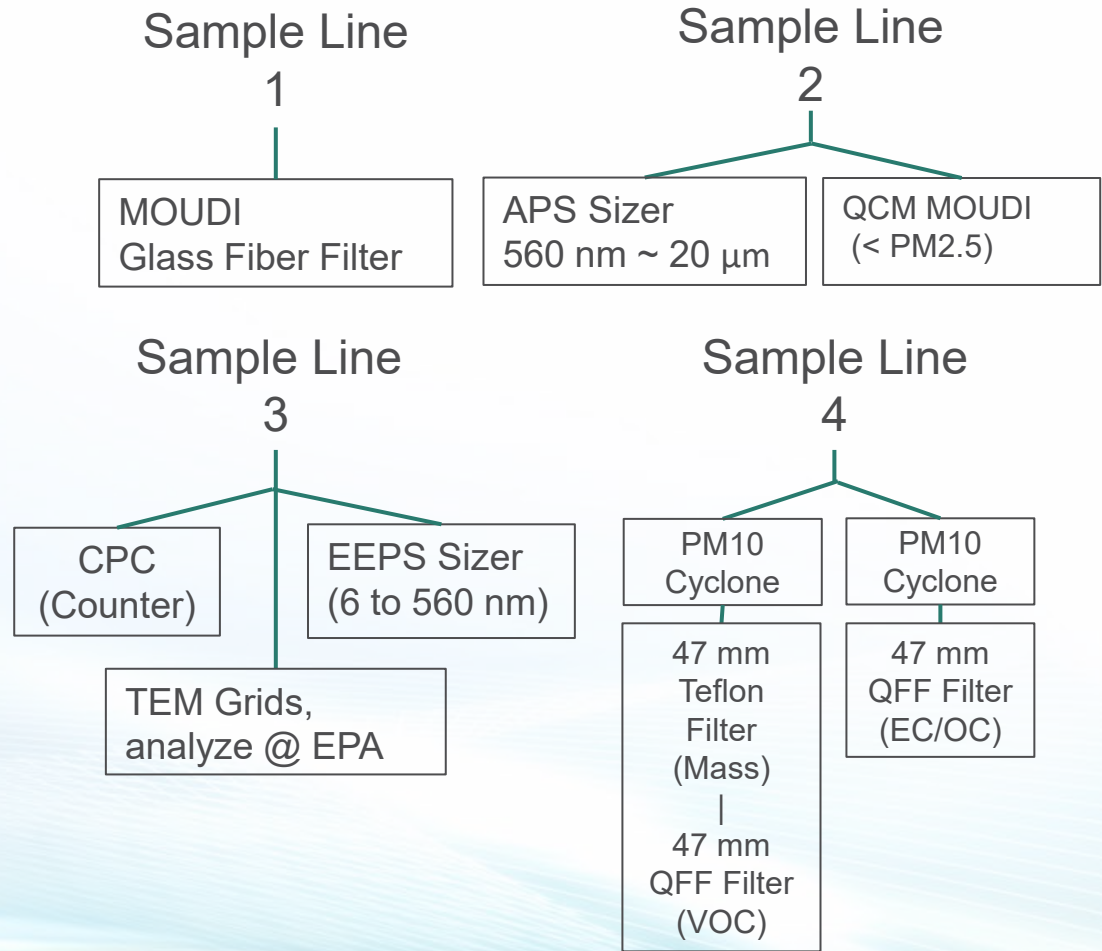 Sample Line
1
MOUDI
Glass Fiber Filter
Sample Line
2
APS Sizer
560 nm ~ 20 μm
QCM MOUDI
(< PM2.5)
Sample Line
3
CPC
(Counter)
EEPS Sizer
(6 to 560 nm)
TEM Grids,
analyze @ EPA
Sample Line
4
PM10
Cyclone
47 mm
Teflon
Filter
(Mass)
|
47 mm
QFF Filter
(VOC)
PM10
Cyclone
47 mm
QFF Filter
(EC/OC)